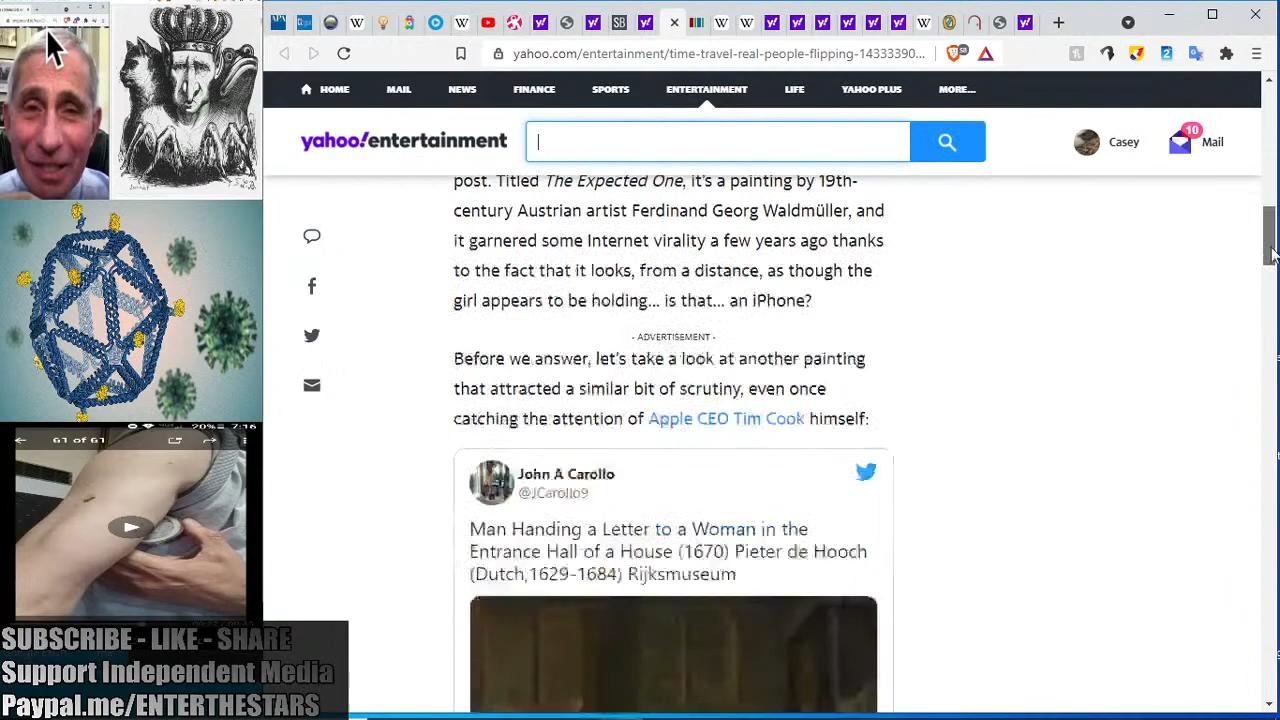 yahoo.com/entertainment/time-travel-real-people-flipping-14333390...
HOME MAIL NEWS FINANCE SPORTS ENTERTAINMENT LIFE YAHOO PLUS MORE...
yahoo!entertainment
Casey
10
Mail
post. Titled The Expected One, it's a painting by 19th-
century Austrian artist Ferdinand Georg Waldmüller, and
it garnered some Internet virality a few years ago thanks
to the fact that it looks, from a distance, as though the
girl appears to be holding... is that... an iPhone?
- ADVERTISEMENT -
Before we answer, let's take a look at another painting
that attracted a similar bit of scrutiny, even once
catching the attention of Apple CEO Tim Cook himself:
John A Carollo
@JCarollo9
Man Handing a Letter to a Woman in the
Entrance Hall of a House (1670) Pieter de Hooch
(Dutch,1629-1684) Rijksmuseum
20% 7:16
61 of 61
SUBSCRIBE - LIKE - SHARE
Support Independent Media
Paypal.me/ENTERTHESTARS